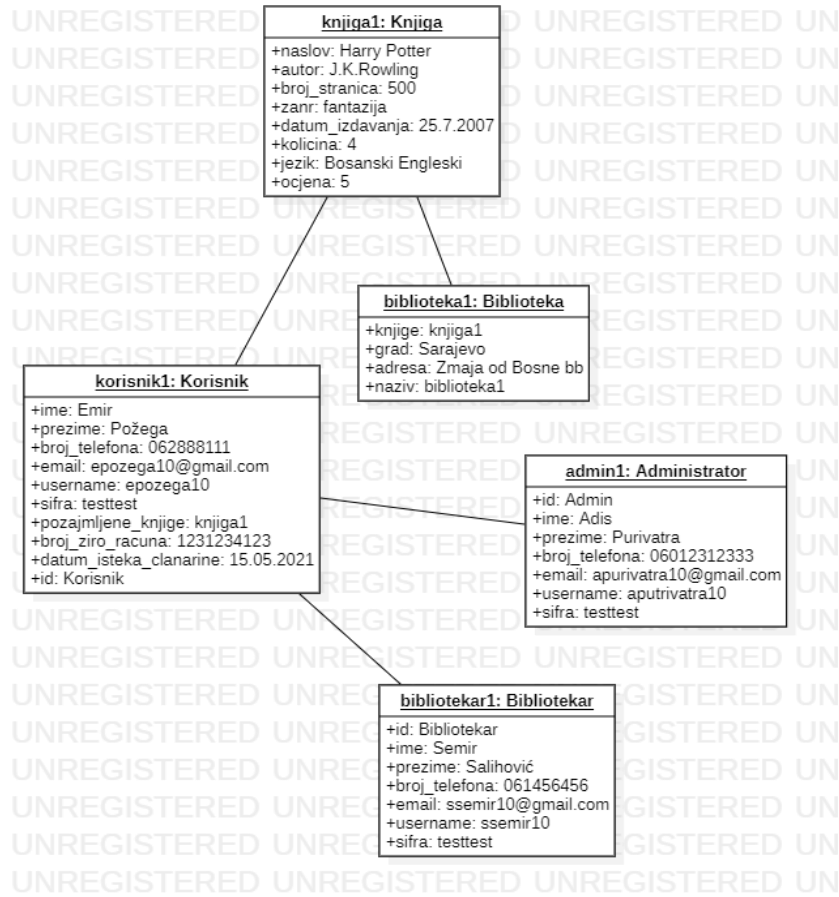 knjiga1: Knjiga
+naslov: Harry Potter
+autor: J.K.Rowling
+broj_stranica: 500
+zanr: fantazija
+datum_izdavanja: 25.7.2007
+kolicina: 4
+jezik: Bosanski Engleski
+ocjena: 5
biblioteka1: Biblioteka
+knjige: knjiga1
+grad: Sarajevo
+adresa: Zmaja od Bosne bb
+naziv: biblioteka1
korisnik1: Korisnik
+ime: Emir
+prezime: Požega
+broj_telefona: 062888111
+email: epozega10@gmail.com
+username: epozega10
+sifra: testtest
+pozajmljene_knjige: knjiga1
+broj_ziro_racuna: 1231234123
+datum_isteka_clanarine: 15.05.2021
+id: Korisnik
admin1: Administrator
+id: Admin
+ime: Adis
+prezime: Purivatra
+broj_telefona: 06012312333
+email: apurivatra10@gmail.com
+username: aputrivatra10
+sifra: testtest
bibliotekar1: Bibliotekar
+id: Bibliotekar
+ime: Semir
+prezime: Salihović
+broj_telefona: 061456456
+email: ssemir10@gmail.com
+username: ssemir10
+sifra: testtest
UNREGISTERED